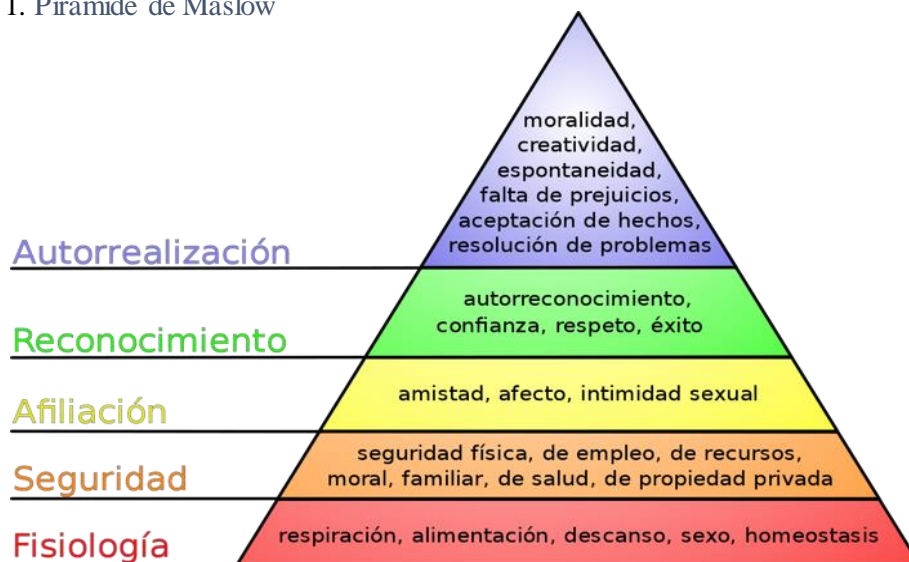 1. Pirámide de Maslow
moralidad,
creatividad,
espontaneidad,
falta de prejuicios,
aceptación de hechos,
resolución de problemas
Autorrealización
autorreconocimiento,
confianza, respeto, éxito
Reconocimiento
amistad, afecto, intimidad sexual
Afiliación
seguridad física, de empleo, de recursos,
moral, familiar, de salud, de propiedad privada
Seguridad
respiración, alimentación, descanso, sexo, homeostasis
Fisiología